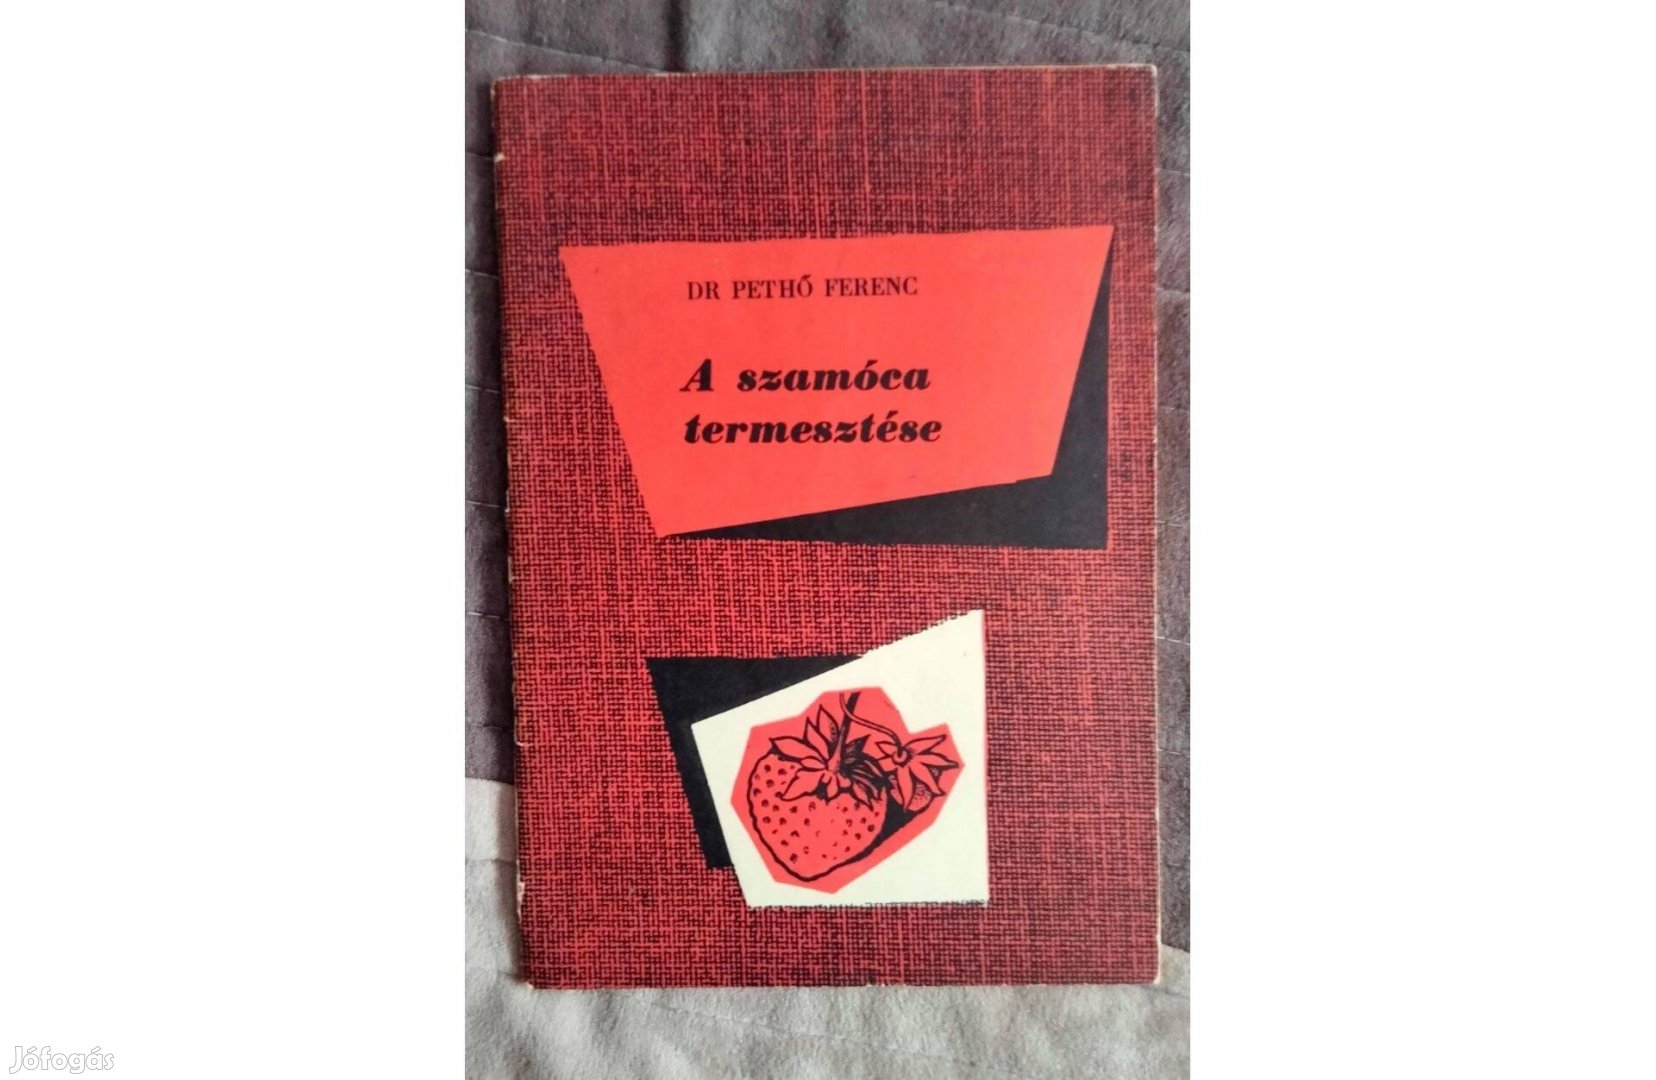 DR PETHŐ FERENC
A szamóca
termesztése
Jófogás